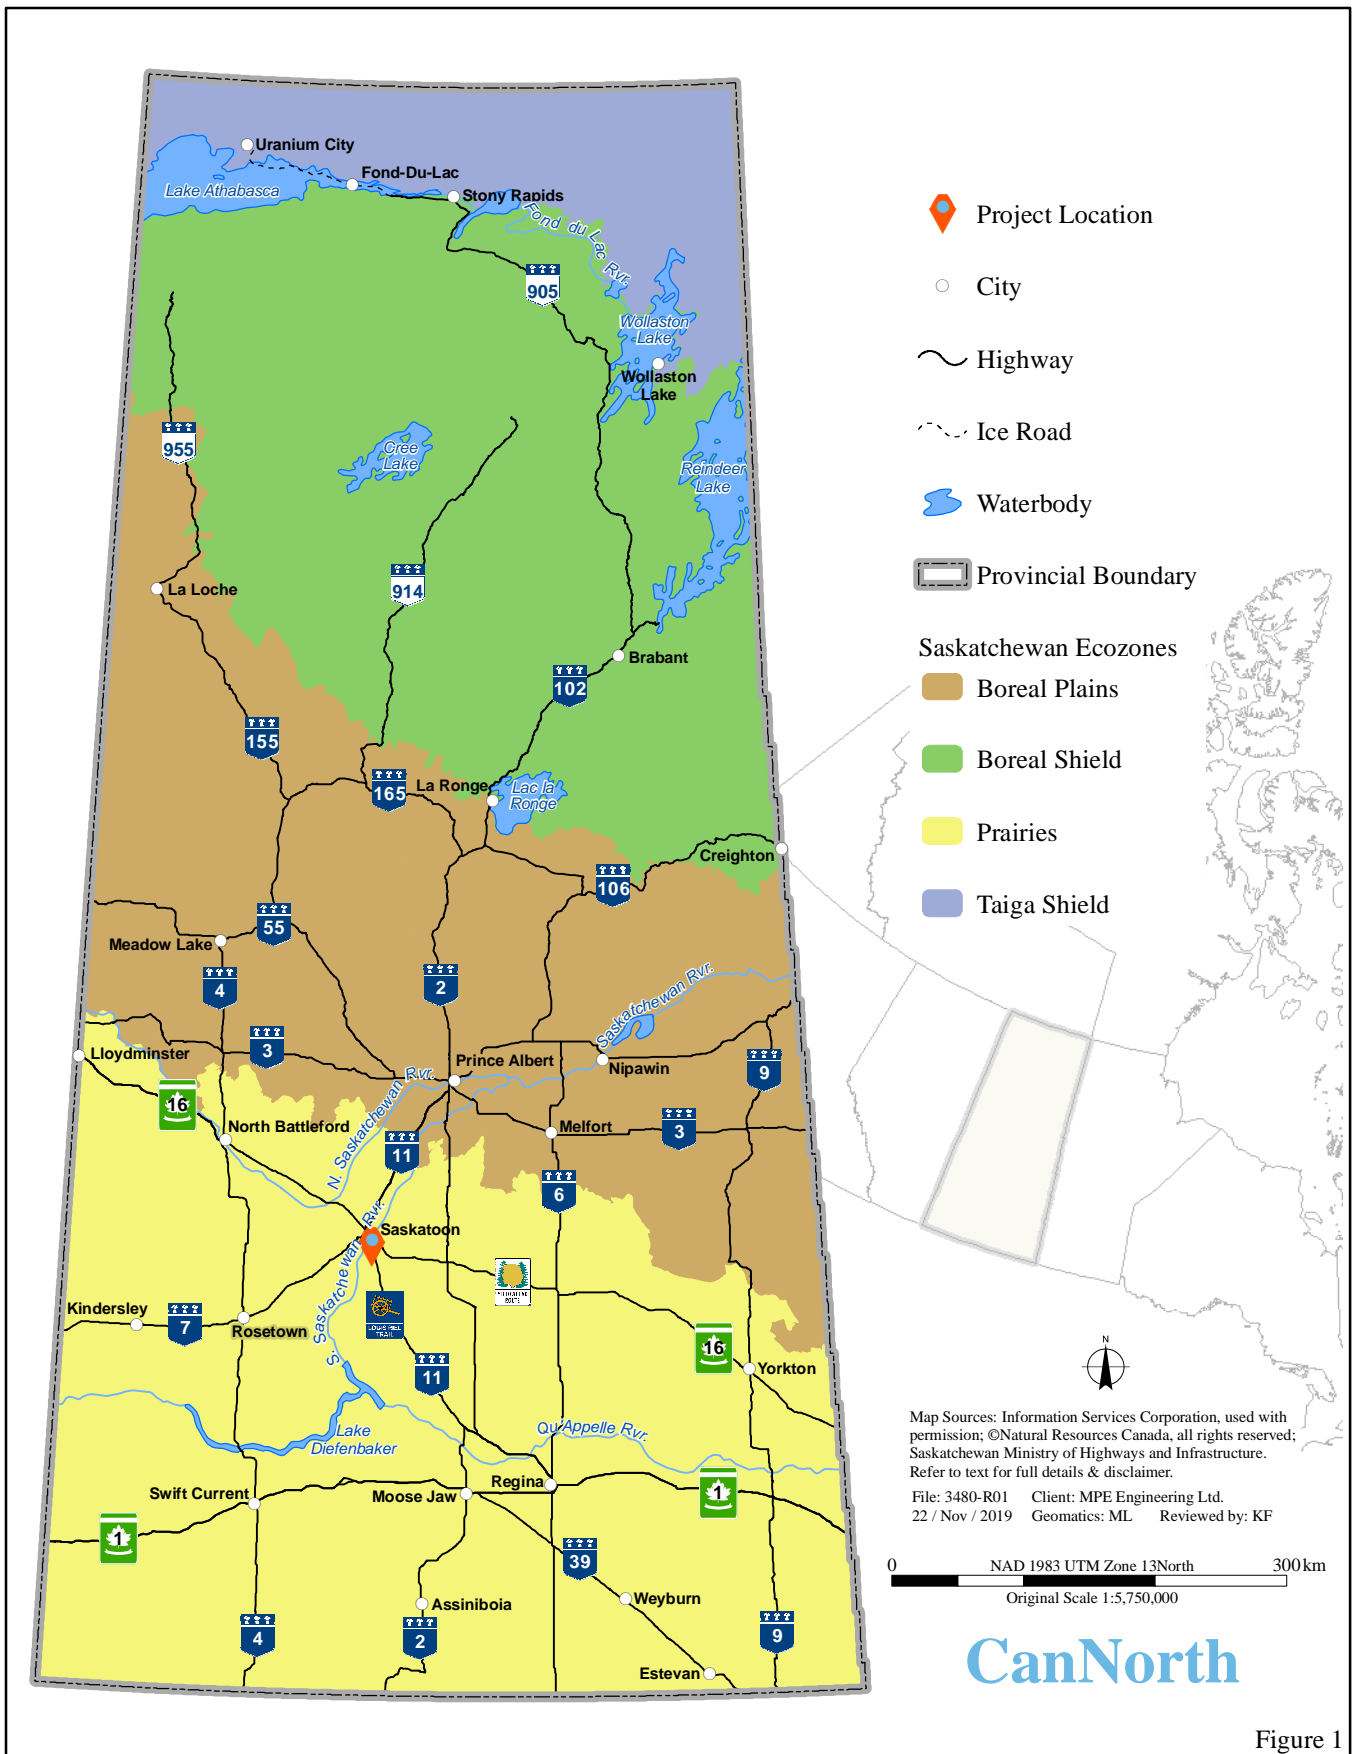 Uranium City
Fond-Du-Lac
Lake Athabasca
Stony Rapids
Fond du Lac Rvr.
905
Wollaston
Lake
Wollaston
Lake
955
Cree
Lake
Reindeer
Lake
914
La Loche
Brabant
102
155
165
La Ronge
Lac la
Ronge
Creighton
106
55
Meadow Lake
4
2
Saskatchewan Rvr.
3
Lloydminster
Prince Albert
Nipawin
9
16
N. Saskatchewan Rvr.
North Battleford
11
Melfort
3
6
Saskatoon
S. Saskatchewan Rvr.
LOUIS RIEL
TRAIL
YELLOWHEAD
ROUTE
Kindersley
7
Rosetown
16
Yorkton
11
Lake
Diefenbaker
Qu'Appelle Rvr.
Swift Current
Moose Jaw
Regina
1
1
39
Assiniboia
Weyburn
4
2
9
Estevan
Project Location
City
Highway
Ice Road
Waterbody
Provincial Boundary
Saskatchewan Ecozones
Boreal Plains
Boreal Shield
Prairies
Taiga Shield
N
Map Sources: Information Services Corporation, used with
permission; ©Natural Resources Canada, all rights reserved;
Saskatchewan Ministry of Highways and Infrastructure.
Refer to text for full details & disclaimer.
File: 3480-R01 Client: MPE Engineering Ltd.
22 / Nov / 2019 Geomatics: ML Reviewed by: KF
0 NAD 1983 UTM Zone 13North 300 km
Original Scale 1:5,750,000
CanNorth
Figure 1